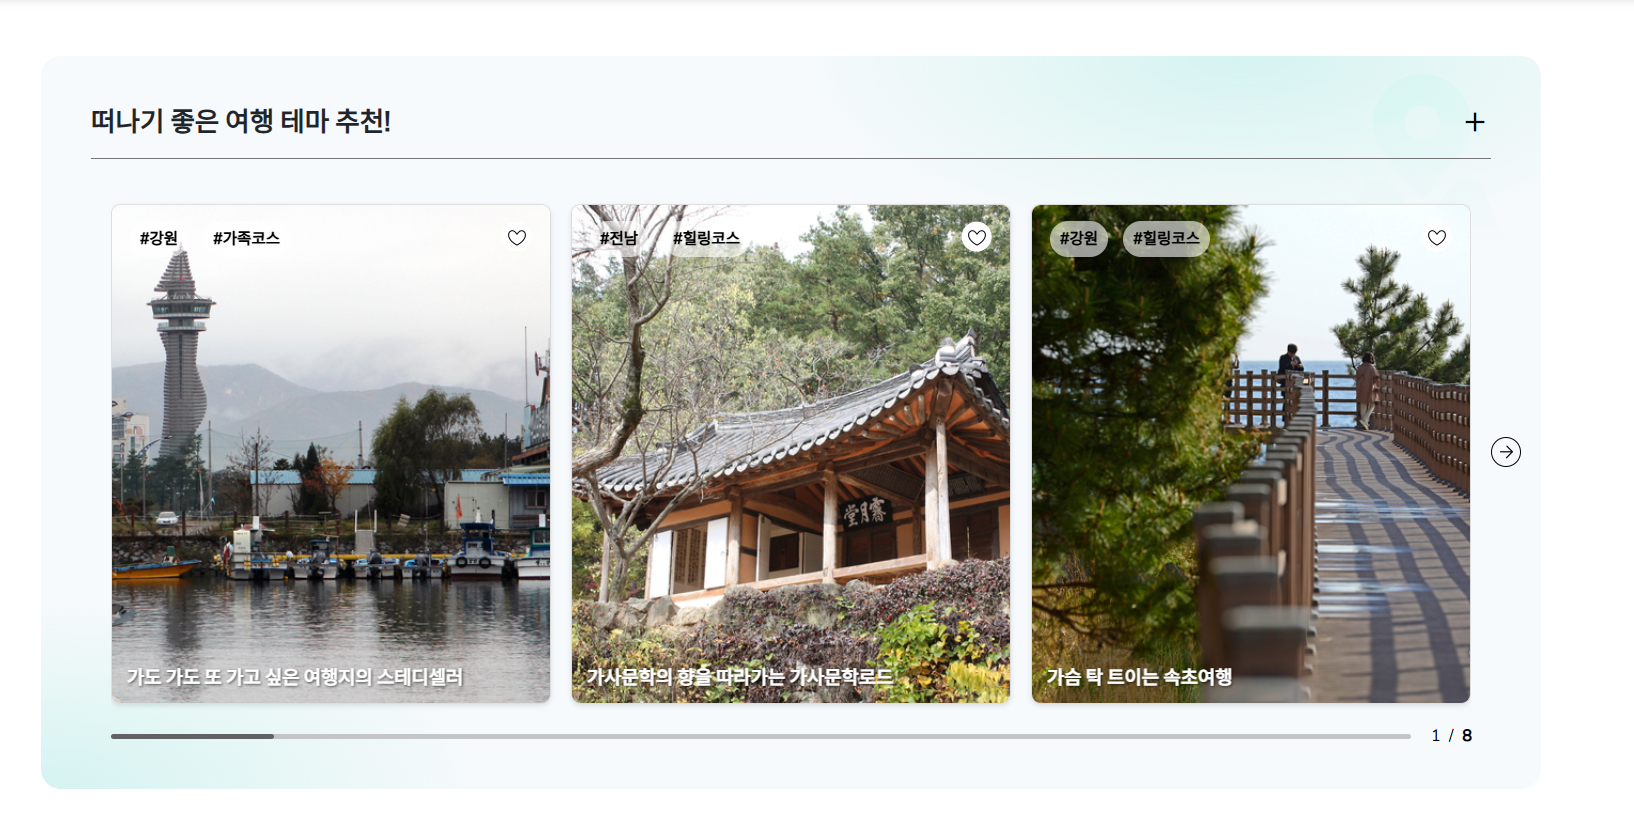 떠나기 좋은 여행 테마 추천!
#강원 #가족코스
#전남 #힐링코스
#강원 #힐링코스
堂月霽
가도 가도 또 가고 싶은 여행지의 스테디셀러
가사문학의 향을 따라가는 가사문학로드
가슴 탁 트이는 속초여행
1 / 8